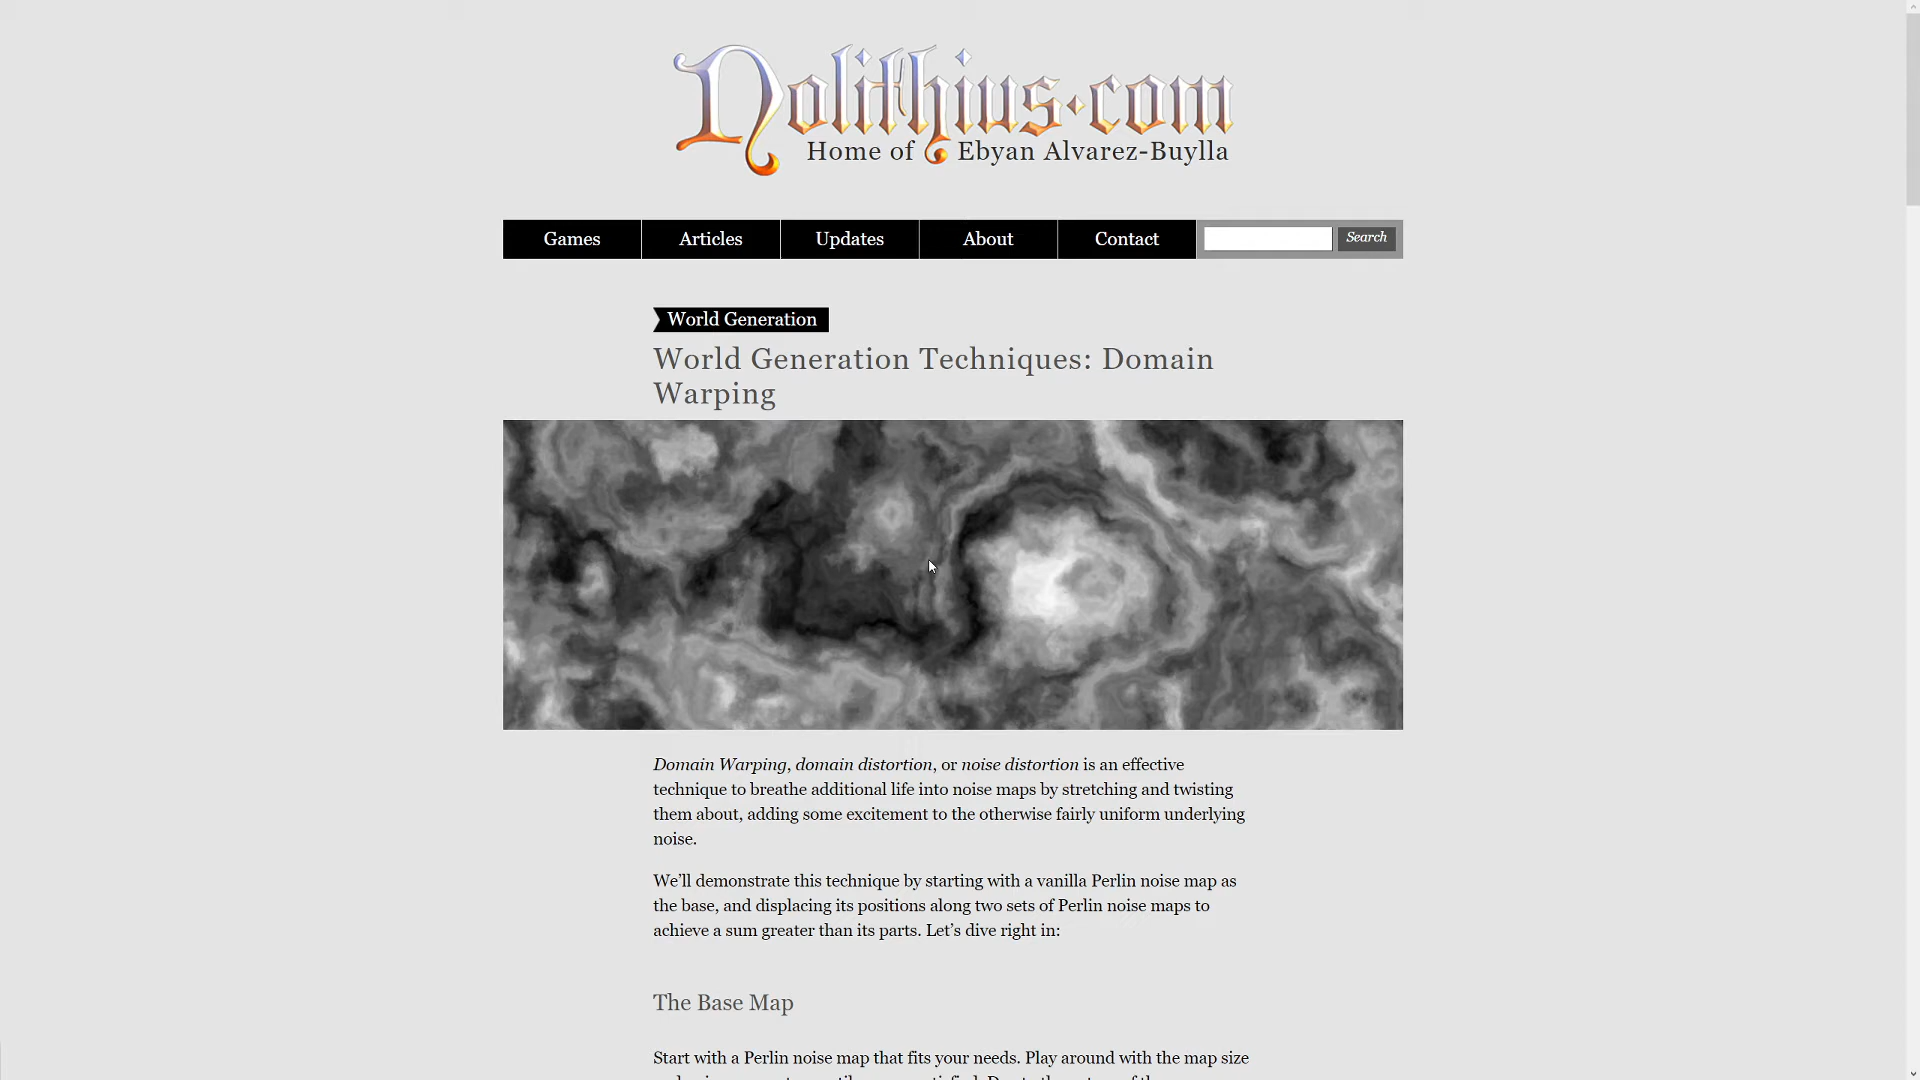 Nolithius.com
Home of Ebyan Alvarez-Buylla
Games Articles Updates About Contact Search
World Generation
World Generation Techniques: Domain
Warping
Domain Warping, domain distortion, or noise distortion is an effective
technique to breathe additional life into noise maps by stretching and twisting
them about, adding some excitement to the otherwise fairly uniform underlying
noise.
We’ll demonstrate this technique by starting with a vanilla Perlin noise map as
the base, and displacing its positions along two sets of Perlin noise maps to
achieve a sum greater than its parts. Let’s dive right in:
The Base Map
Start with a Perlin noise map that fits your needs. Play around with the map size